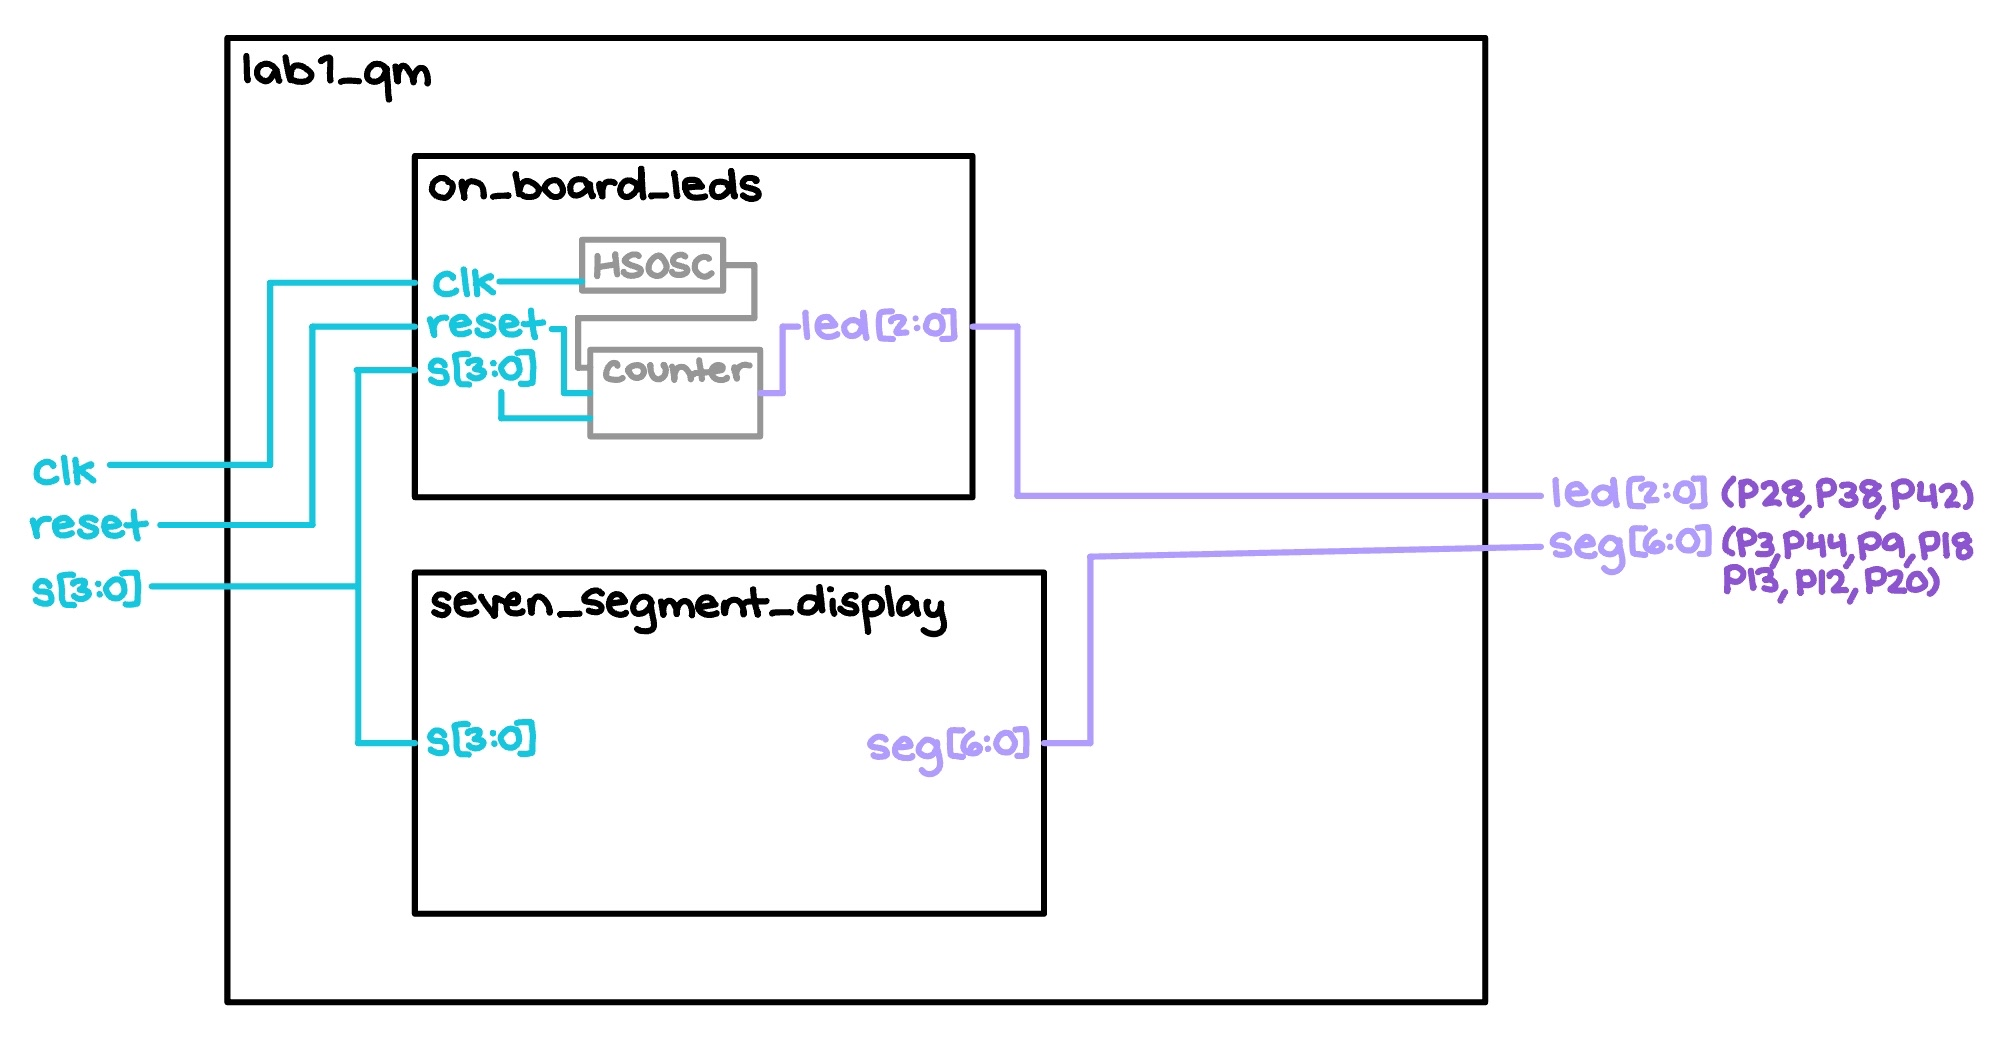 lab1_qm
on_board_leds
HSOSC
clk
reset
led[2:0]
s[3:0]
counter
clk
reset
s[3:0]
led[2:0] (P28,P38,P42)
seg[6:0] (P3,P44,P9,P18
P13,P12,P20)
seven_segment_display
s[3:0]
seg[6:0]